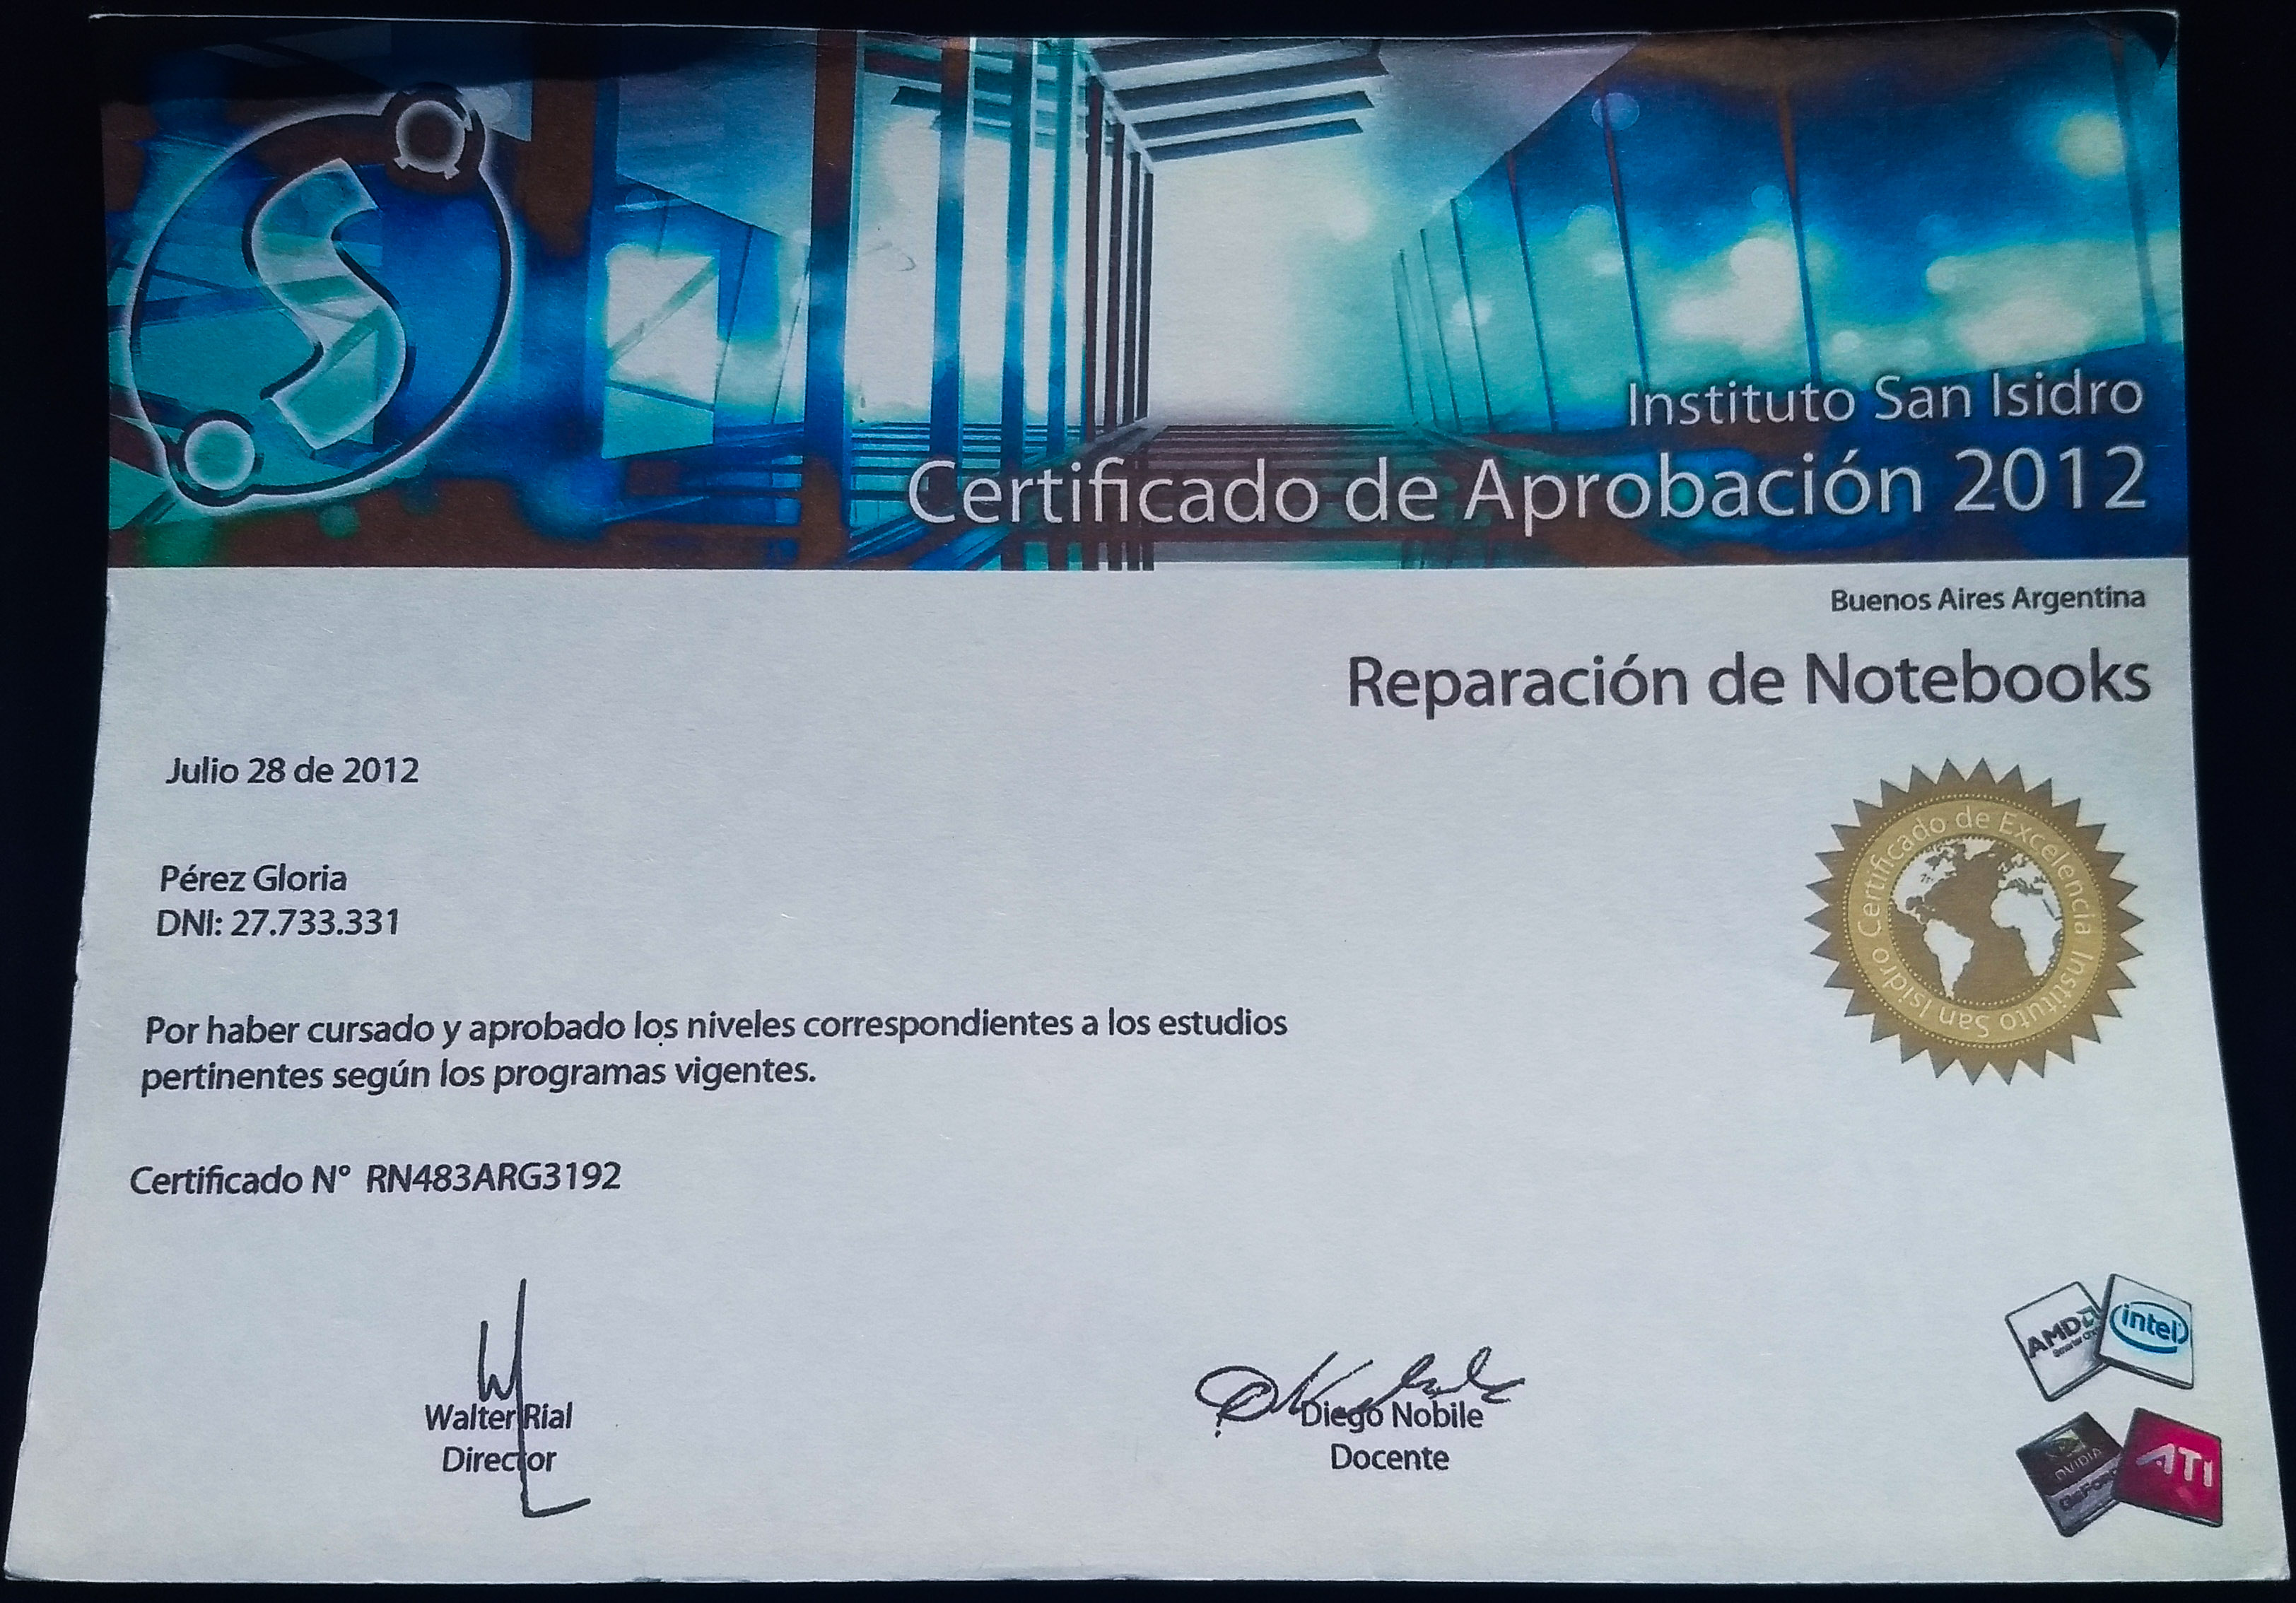 Instituto San Isidro
Certificado de Aprobación 2012
Buenos Aires Argentina
Reparación de Notebooks
Julio 28 de 2012
Pérez Gloria
DNI: 27.733.331
Certificado de Excelencia Instituto San Isidro
Por haber cursado y aprobado los niveles correspondientes a los estudios
pertinentes según los programas vigentes.
Certificado N° RN483ARG3192
Walter Rial
Director
Diego Nobile
Docente
AMD
intel
NVIDIA
ATI